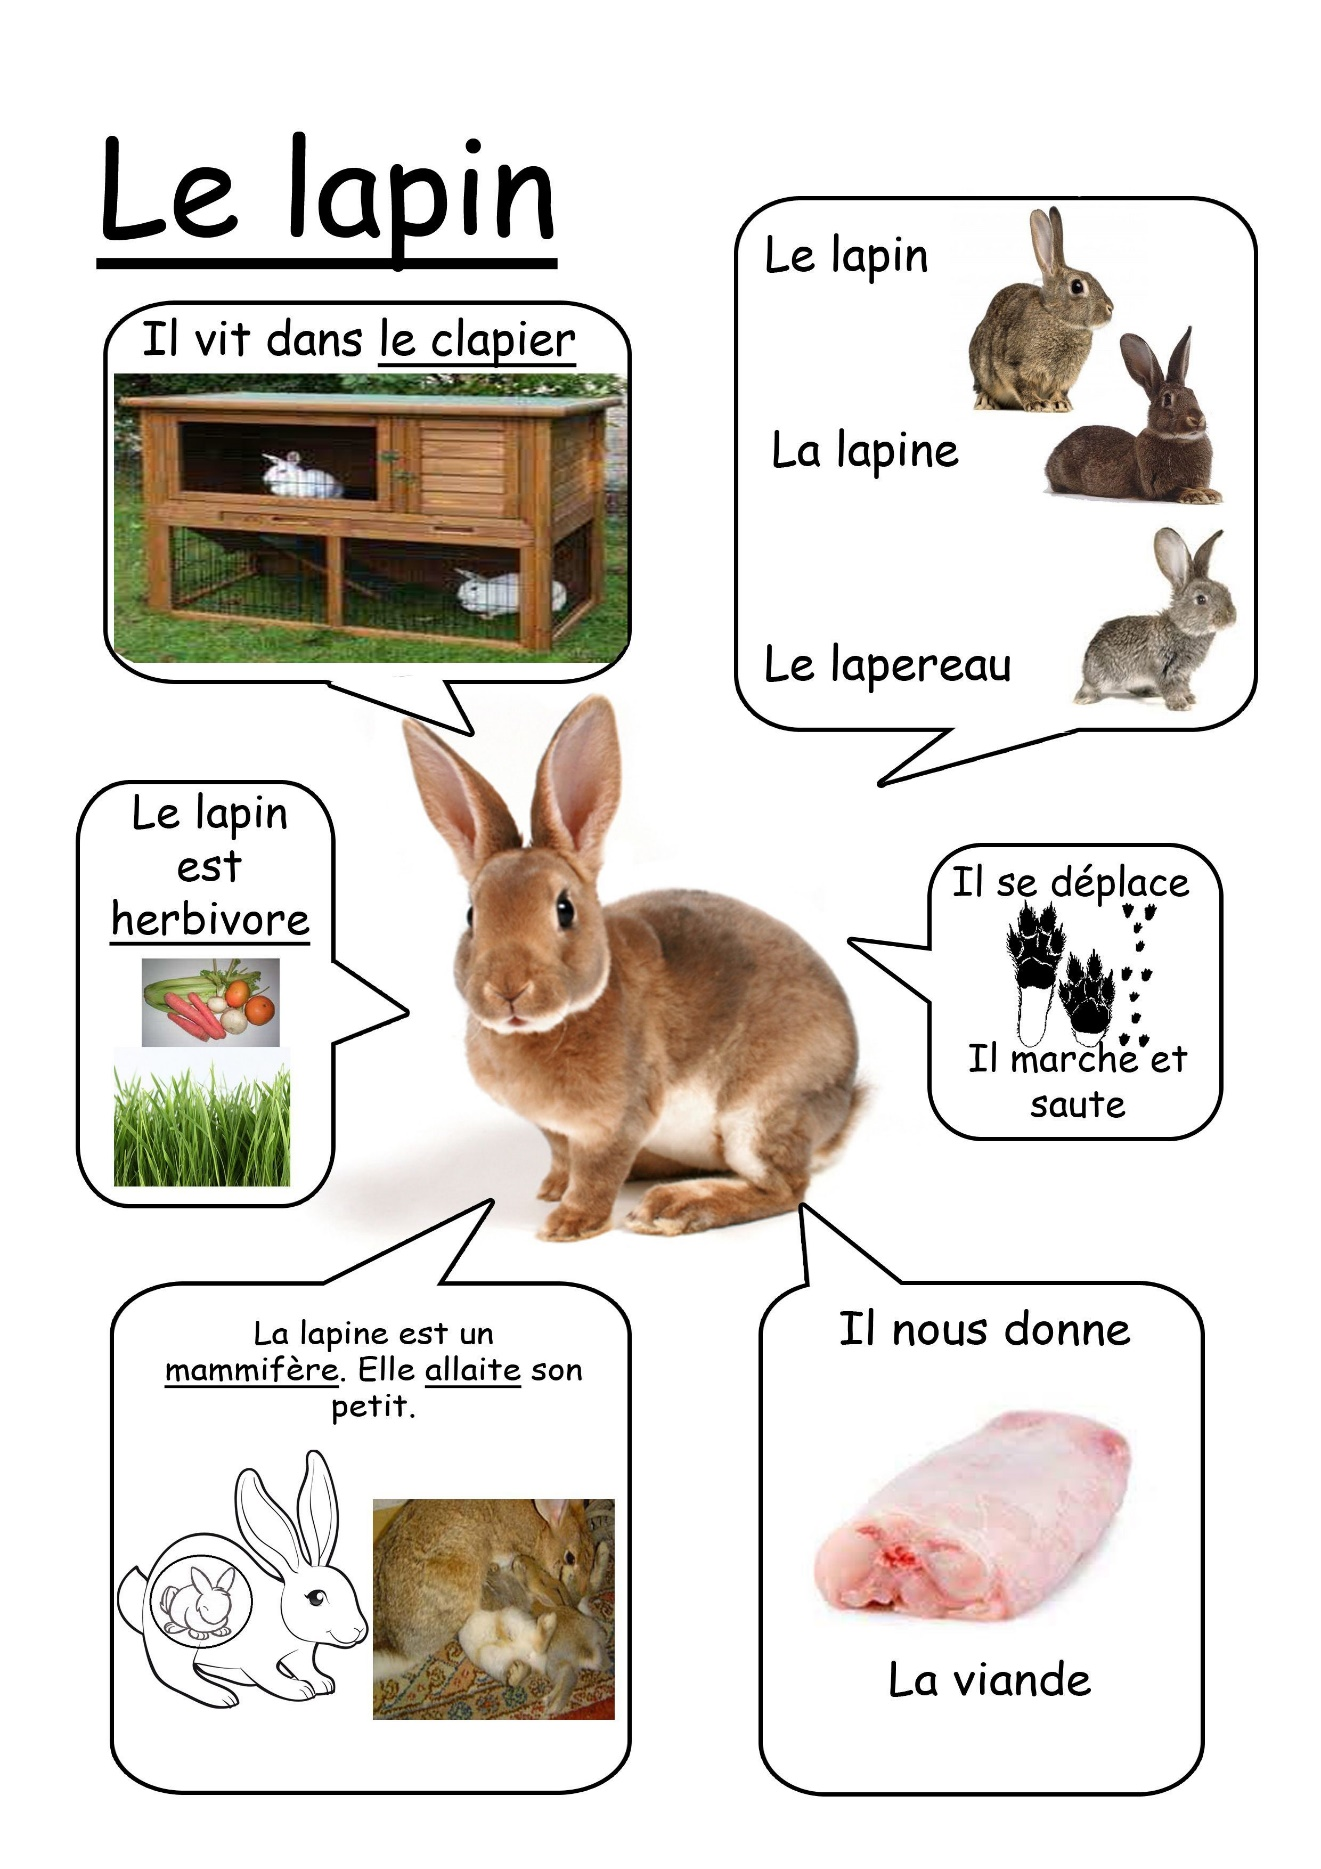 Le lapin
Il vit dans le clapier
Le lapin
La lapine
Le lapereau
Le lapin
est
herbivore
Il se déplace
Il marche et
saute
La lapine est un
mammifère. Elle allaite son
petit.
Il nous donne
La viande